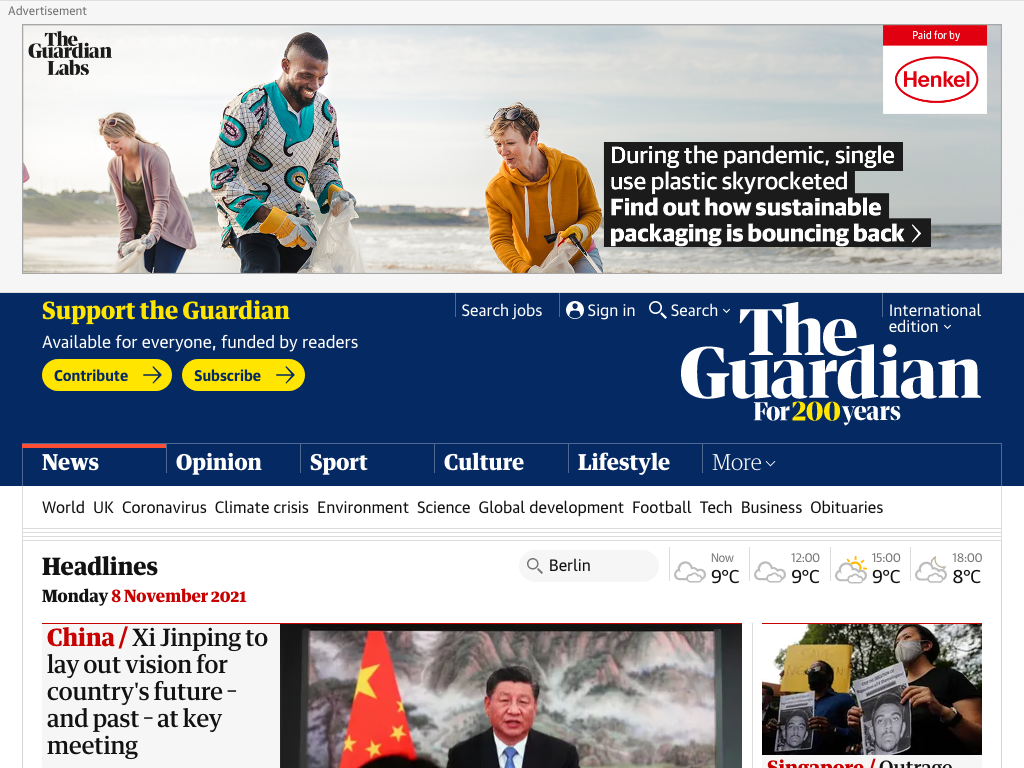 Advertisement
The
Guardian
Labs
Paid for by
Henkel
During the pandemic, single
use plastic skyrocketed
Find out how sustainable
packaging is bouncing back
Support the Guardian
Available for everyone, funded by readers
Contribute
Subscribe
Search jobs
Sign in
Search
International
edition
The
Guardian
For 200 years
News
Opinion
Sport
Culture
Lifestyle
More
World UK Coronavirus Climate crisis Environment Science Global development Football Tech Business Obituaries
Headlines
Monday 8 November 2021
Berlin
Now
9°C
12:00
9°C
15:00
9°C
18:00
8°C
China / Xi Jinping to
lay out vision for
country's future –
and past – at key
meeting
Singapore / Outrage